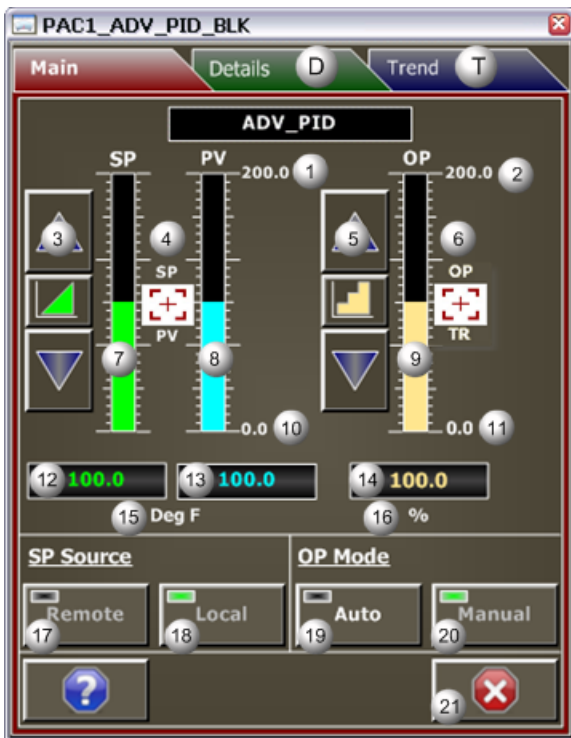 PAC1_ADV_PID_BLK
Main Details D Trend T
ADV_PID
SP PV OP
200.0 1 200.0 2
3 4 5 6
SP OP
PV TR
7 8 9
0.0 10 0.0 11
12 100.0 13 100.0 14 100.0
15 Deg F 16 %
SP Source OP Mode
Remote Local Auto Manual
17 18 19 20
? 21